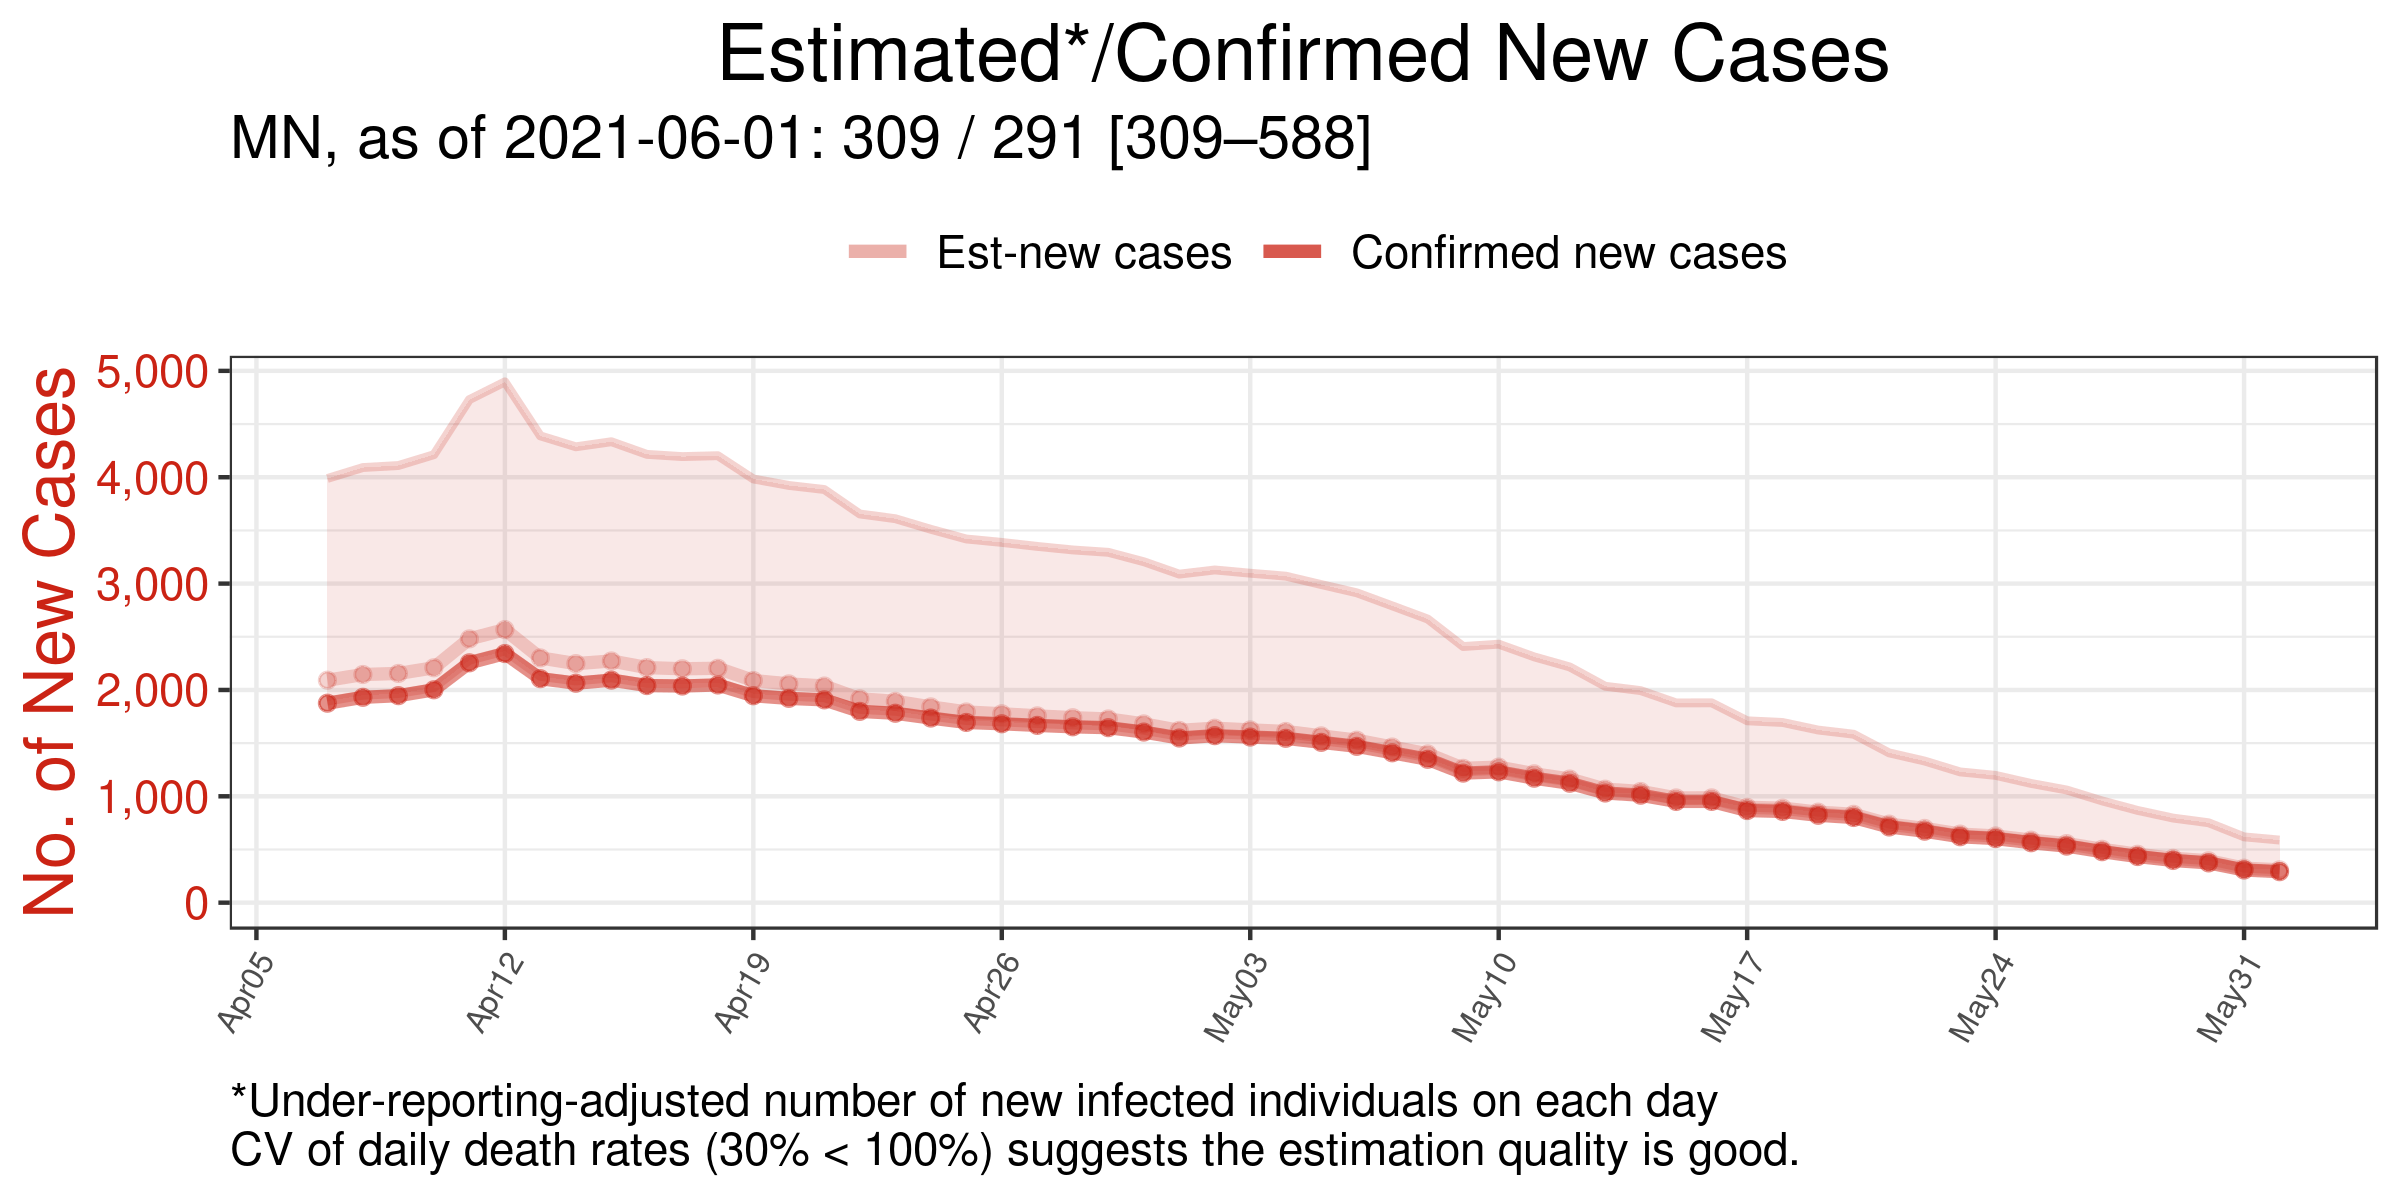 Estimated*/Confirmed New Cases
MN, as of 2021-06-01: 309 / 291 [309–588]
Est-new cases
Confirmed new cases
No. of New Cases
5,000
4,000
3,000
2,000
1,000
0
Apr05
Apr12
Apr19
Apr26
May03
May10
May17
May24
May31
*Under-reporting-adjusted number of new infected individuals on each day
CV of daily death rates (30% < 100%) suggests the estimation quality is good.